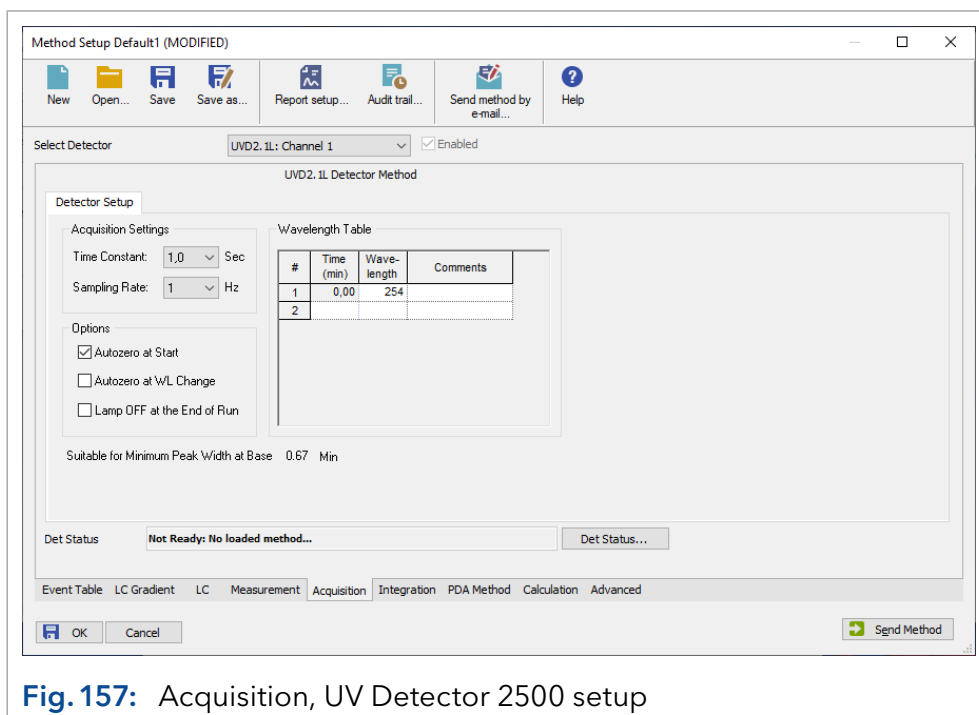 Method Setup Default1 (MODIFIED)
New Open... Save Save as... Report setup... Audit trail... Send method by e-mail... Help
Select Detector UVD2.1L: Channel 1 Enabled
UVD2.1L Detector Method
Detector Setup
Acquisition Settings
Time Constant: 1,0 Sec
Sampling Rate: 1 Hz
Options
Autozero at Start
Autozero at WL Change
Lamp OFF at the End of Run
Wavelength Table
# Time (min) Wave-length Comments
1 0,00 254
2
Suitable for Minimum Peak Width at Base 0.67 Min
Det Status Not Ready: No loaded method... Det Status...
Event Table LC Gradient LC Measurement Acquisition Integration PDA Method Calculation Advanced
OK Cancel Send Method
Fig. 157: Acquisition, UV Detector 2500 setup